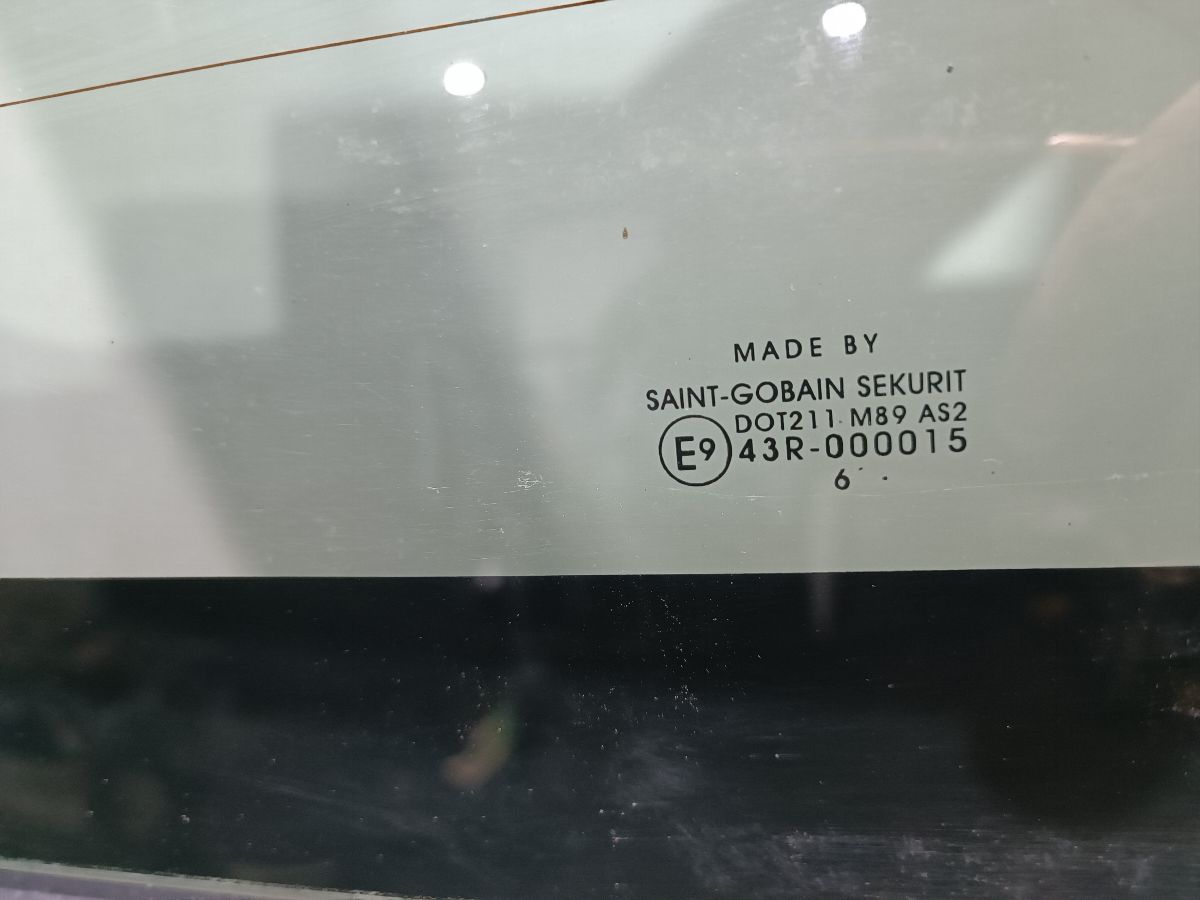 MADE BY
SAINT-GOBAIN SEKURIT
DOT211 M89 AS2
E9 43R-000015
6